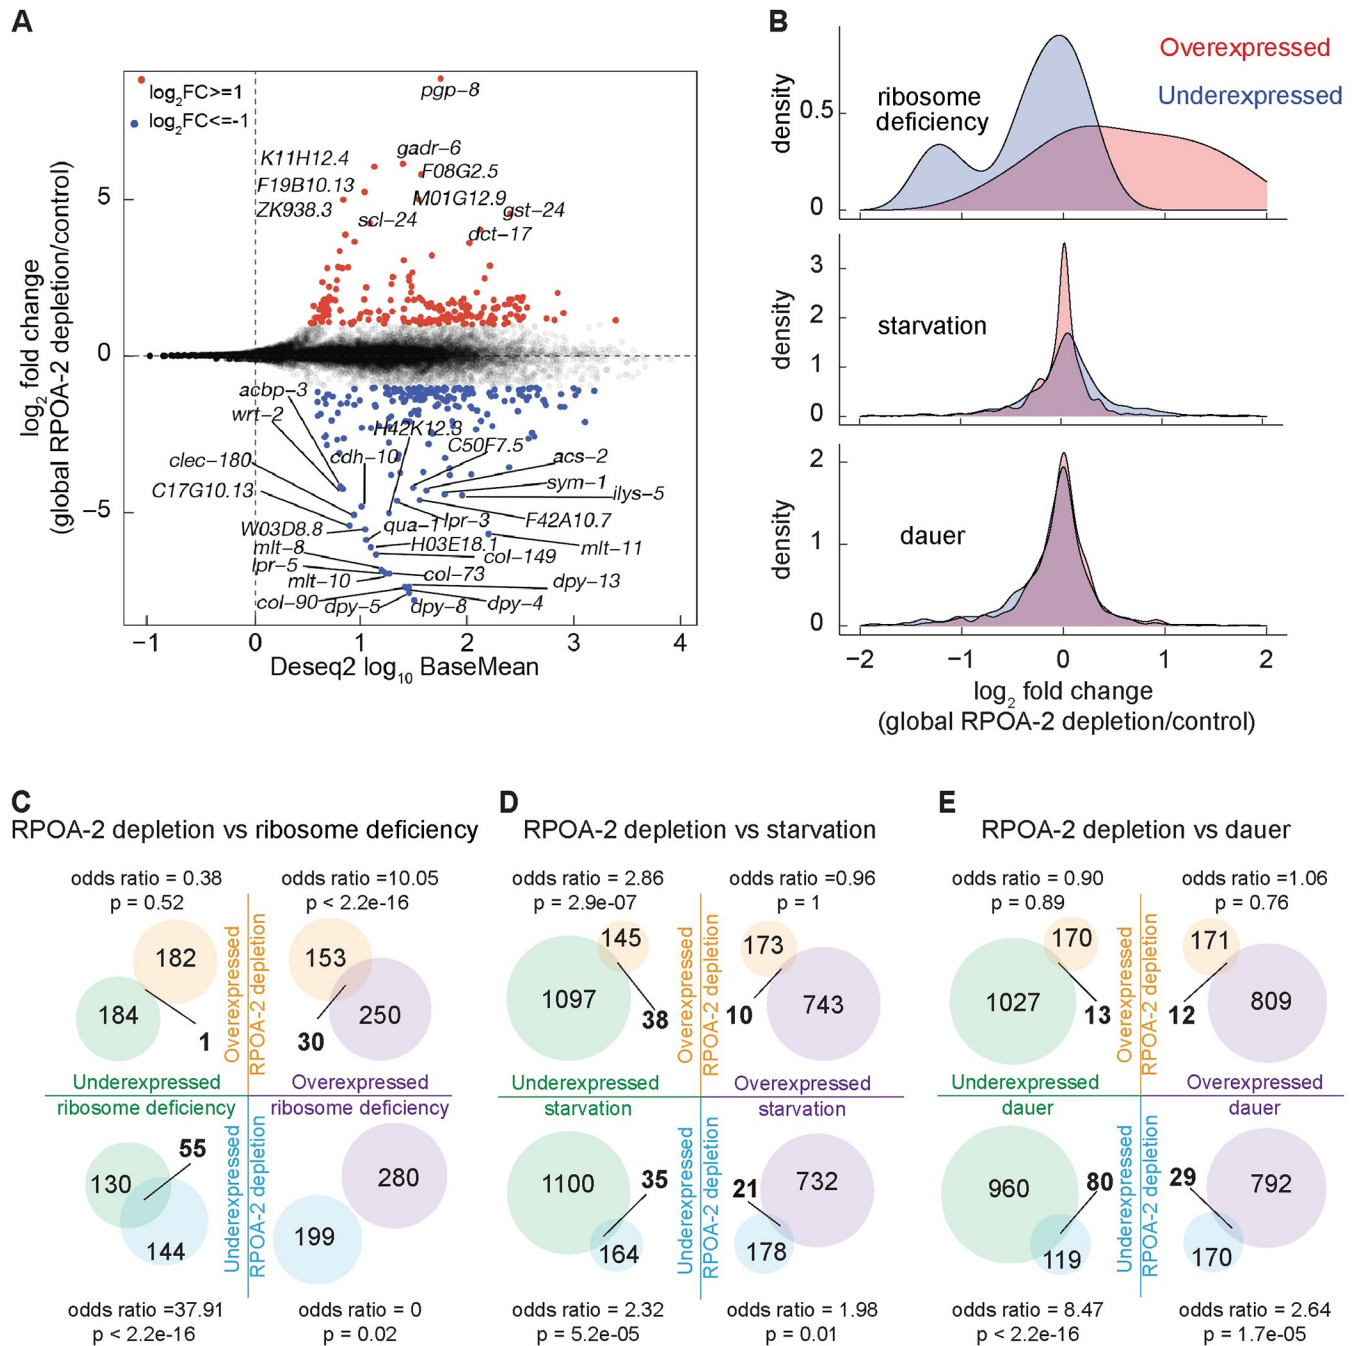 A
log2 fold change
(global RPOA-2 depletion/control)
5
0
−5
log2FC>=1
log2FC<=-1
pgp−8
gadr−6
K11H12.4
F08G2.5
F19B10.13
M01G12.9
ZK938.3
scl−24
gst−24
dct−17
acbp−3
wrt−2
H42K12.3
C50F7.5
clec−180
cdh−10
acs−2
C17G10.13
sym−1
ilys−5
W03D8.8
qua−1
lpr−3
F42A10.7
mlt−8
H03E18.1
mlt−11
lpr−5
col−149
mlt−10
col−73
dpy−13
col−90
dpy−5
dpy−8
dpy−4
−1
0
1
2
3
4
Deseq2 log10 BaseMean
B
Overexpressed
Underexpressed
ribosome
deficiency
density
0.5
0
starvation
density
3
2
1
0
dauer
density
2
1
0
−2
−1
0
1
2
log2 fold change
(global RPOA-2 depletion/control)
C
RPOA-2 depletion vs ribosome deficiency
odds ratio = 0.38
p = 0.52
odds ratio =10.05
p < 2.2e-16
182
184
1
Overexpressed
RPOA-2 depletion
153
250
30
Underexpressed
ribosome deficiency
Overexpressed
ribosome deficiency
55
130
144
Underexpressed
RPOA-2 depletion
280
199
odds ratio =37.91
p < 2.2e-16
odds ratio = 0
p = 0.02
D
RPOA-2 depletion vs starvation
odds ratio = 2.86
p = 2.9e-07
odds ratio =0.96
p = 1
145
1097
38
Overexpressed
RPOA-2 depletion
173
743
10
Underexpressed
starvation
Overexpressed
starvation
1100
35
164
Underexpressed
RPOA-2 depletion
21
732
178
odds ratio = 2.32
p = 5.2e-05
odds ratio = 1.98
p = 0.01
E
RPOA-2 depletion vs dauer
odds ratio = 0.90
p = 0.89
odds ratio =1.06
p = 0.76
170
1027
13
Overexpressed
RPOA-2 depletion
171
809
12
Underexpressed
dauer
Overexpressed
dauer
960
80
119
Underexpressed
RPOA-2 depletion
29
792
170
odds ratio = 8.47
p < 2.2e-16
odds ratio = 2.64
p = 1.7e-05